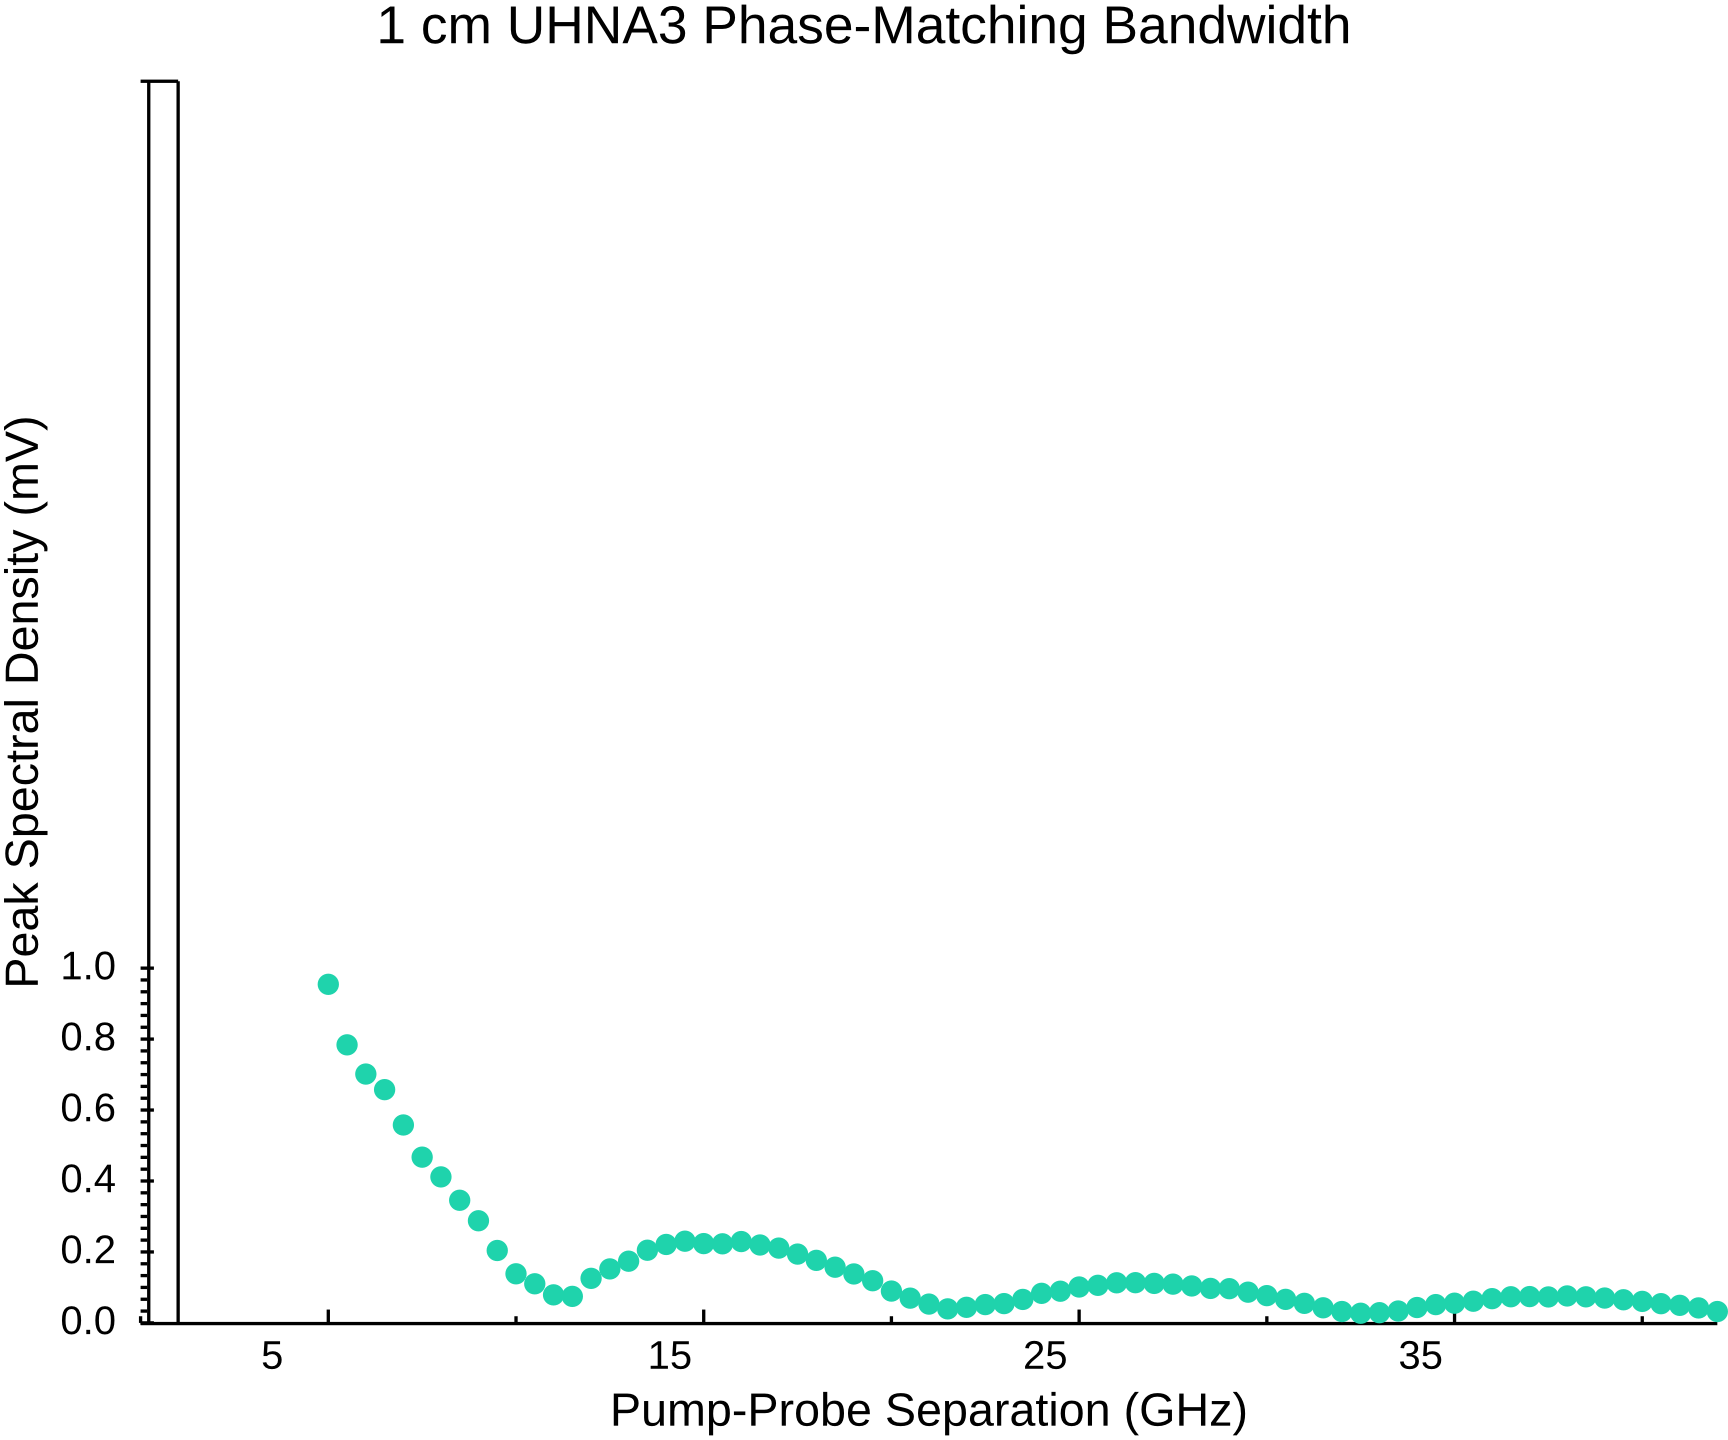 1 cm UHNA3 Phase-Matching Bandwidth
Peak Spectral Density (mV)
1.0
0.8
0.6
0.4
0.2
0.0
5 15 25 35
Pump-Probe Separation (GHz)